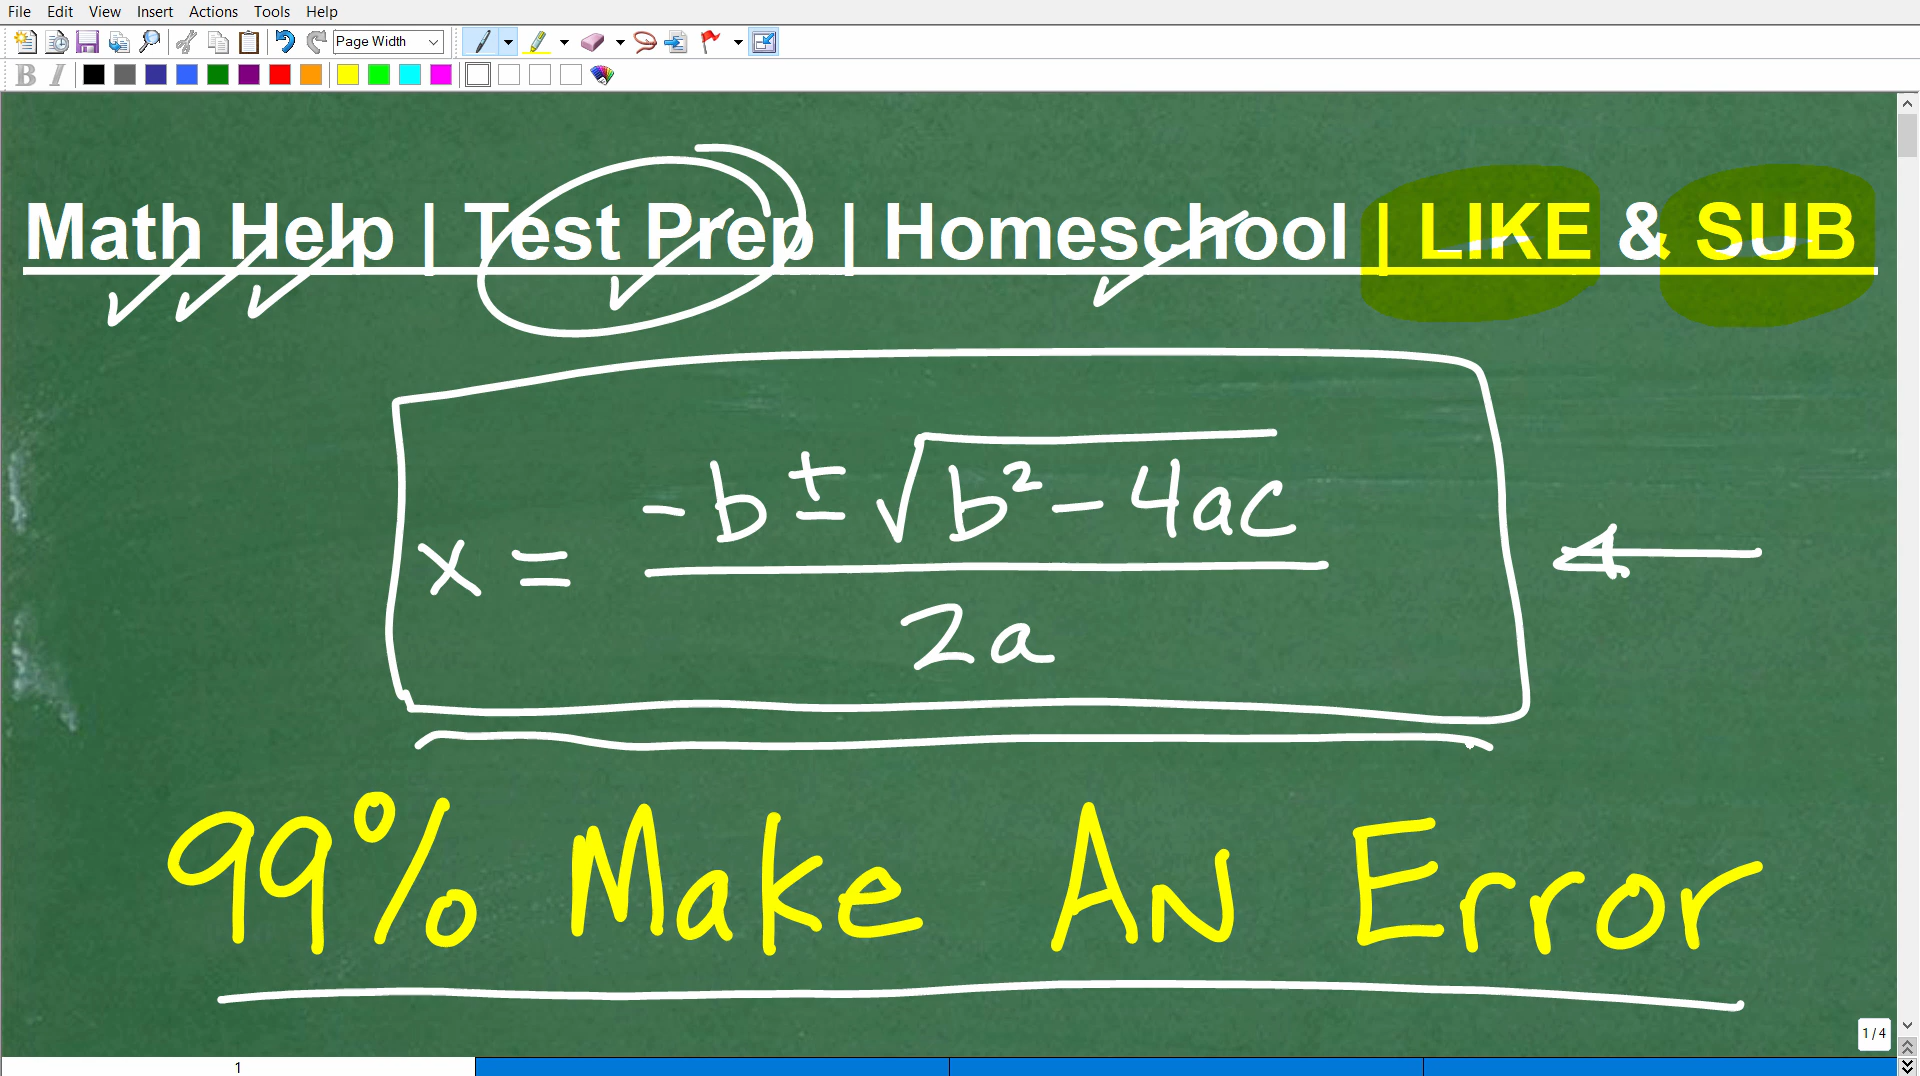 File Edit View Insert Actions Tools Help
Page Width
B I
Math Help | Test Prep | Homeschool | LIKE & SUB
x = -b ± √b² - 4ac
2a
99% Make An Error
1 / 4
1